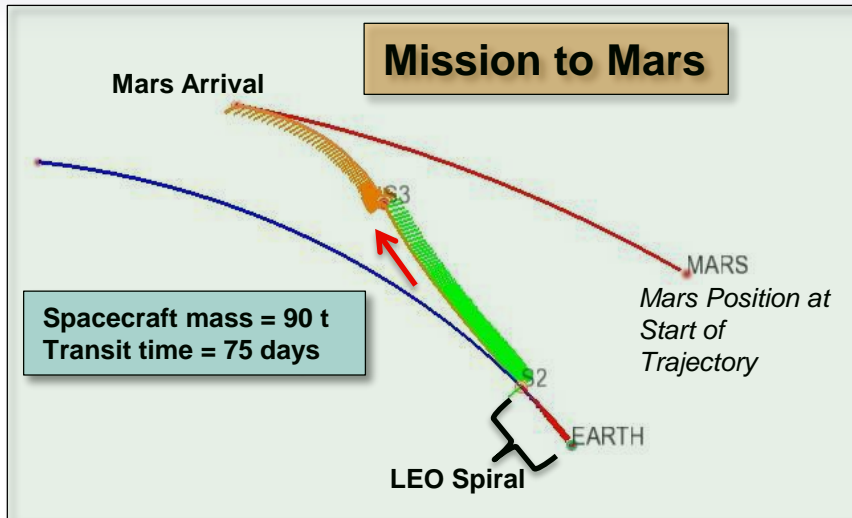 Mission to Mars
Mars Arrival
S3
MARS
Mars Position at
Start of
Trajectory
Spacecraft mass = 90 t
Transit time = 75 days
S2
EARTH
LEO Spiral